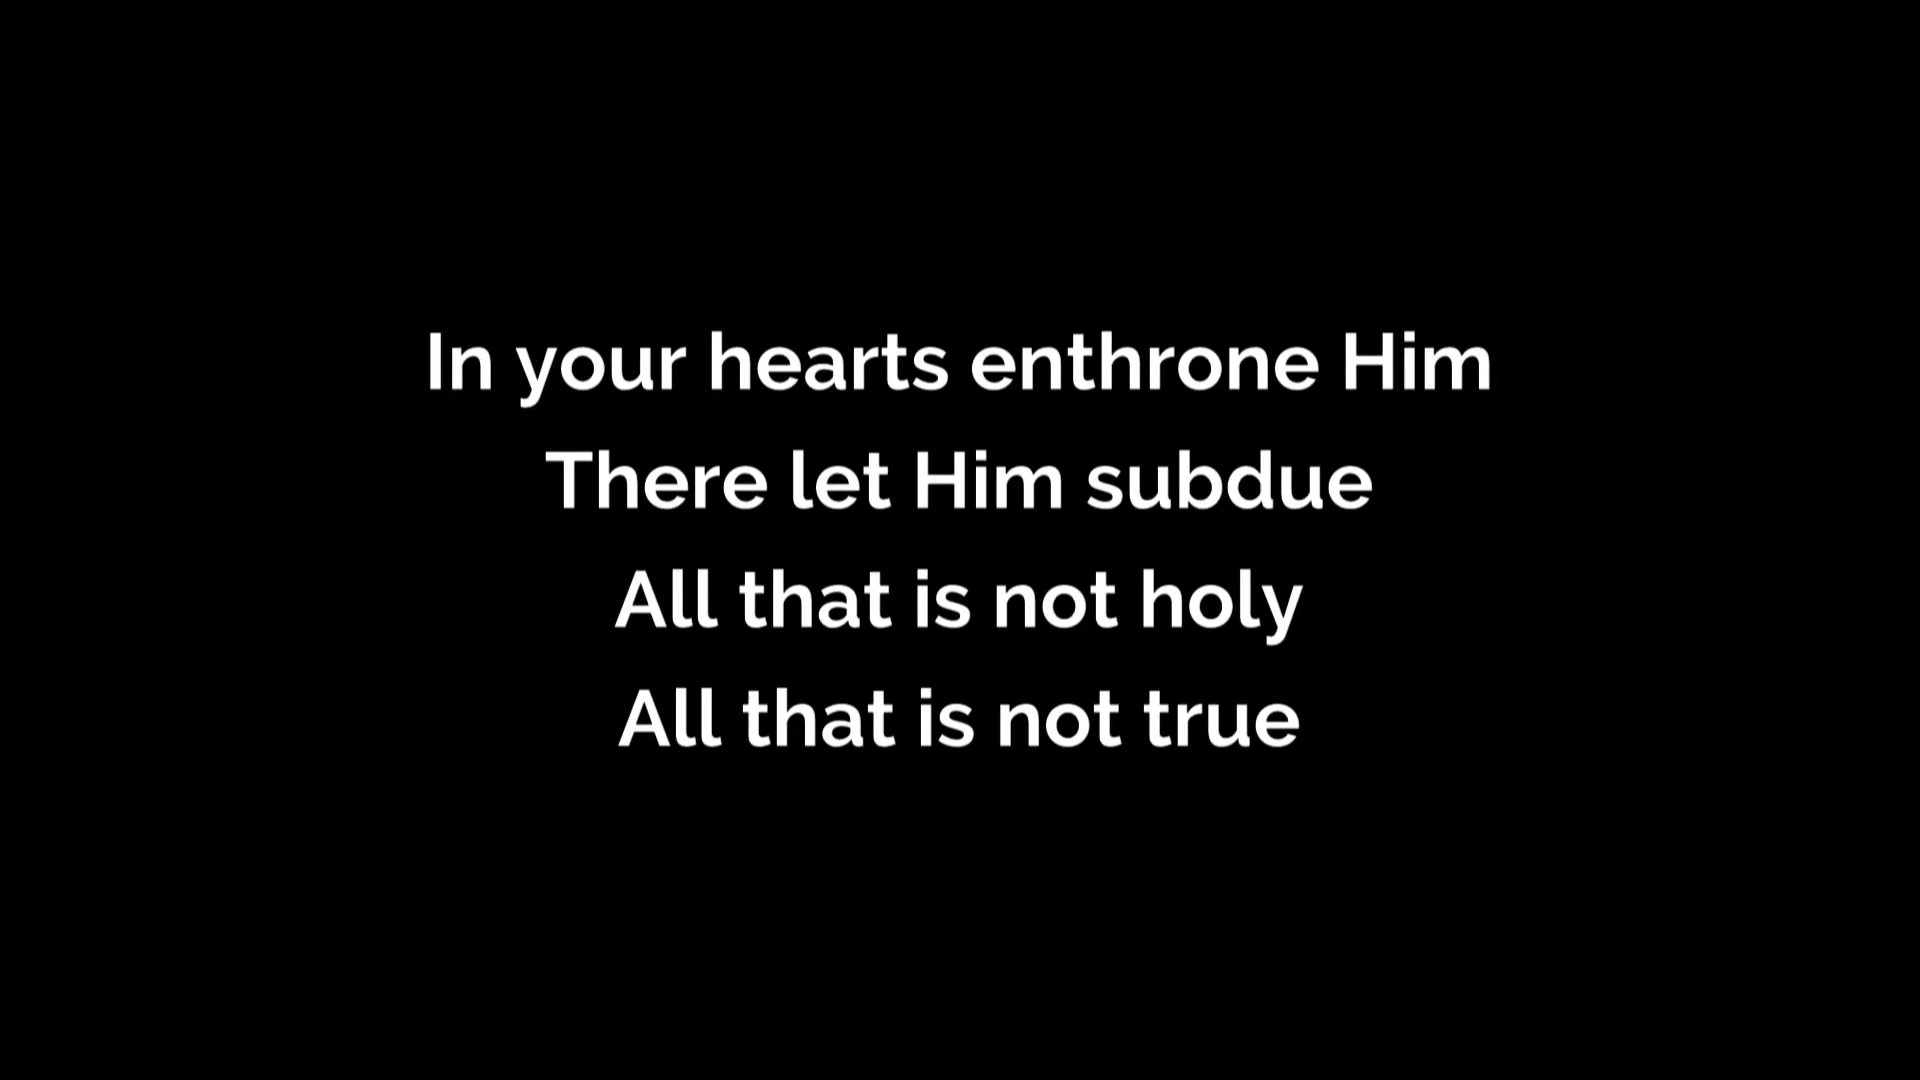 In your hearts enthrone Him
There let Him subdue
All that is not holy
All that is not true